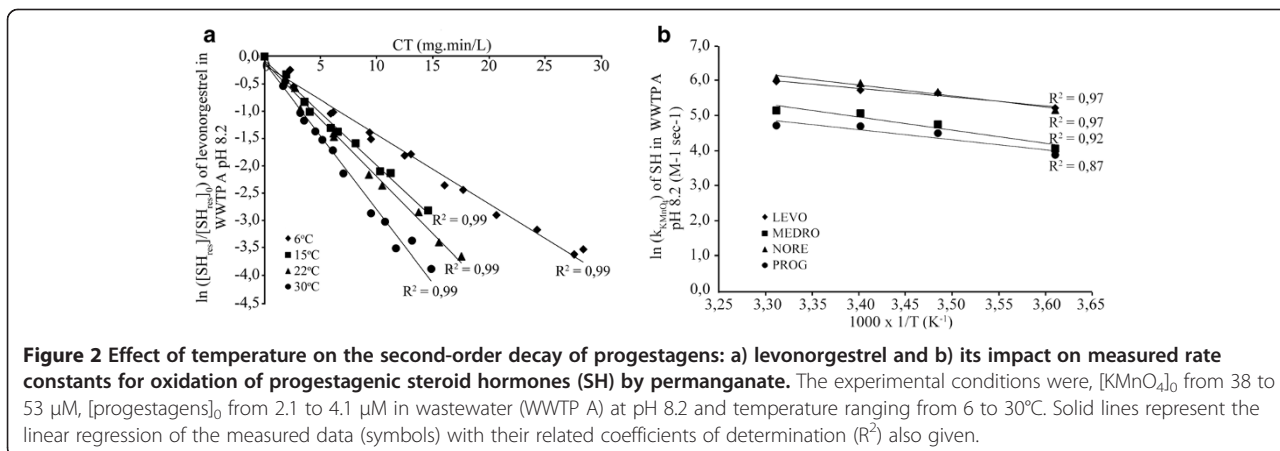 a
CT (mg.min/L)
0,0
5
10
15
20
25
30
-0,5
-1,0
-1,5
-2,0
-2,5
-3,0
-3,5
-4,0
-4,5
ln ([SH_res]/[SH_res]_0) of levonorgestrel in
WWTP A pH 8.2
6ºC
15ºC
22ºC
30ºC
R² = 0,99
R² = 0,99
R² = 0,99
R² = 0,99
b
7,0
6,0
5,0
4,0
3,0
2,0
1,0
0,0
ln (k_KMnO₄) of SH in WWTP A
pH 8.2 (M-1 sec-1)
R² = 0,97
R² = 0,97
R² = 0,92
R² = 0,87
LEVO
MEDRO
NORE
PROG
3,25 3,30 3,35 3,40 3,45 3,50 3,55 3,60 3,65
1000 x 1/T (K⁻¹)
Figure 2 Effect of temperature on the second-order decay of progestagens: a) levonorgestrel and b) its impact on measured rate
constants for oxidation of progestagenic steroid hormones (SH) by permanganate. The experimental conditions were, [KMnO₄]₀ from 38 to
53 μM, [progestagens]₀ from 2.1 to 4.1 μM in wastewater (WWTP A) at pH 8.2 and temperature ranging from 6 to 30°C. Solid lines represent the
linear regression of the measured data (symbols) with their related coefficients of determination (R²) also given.